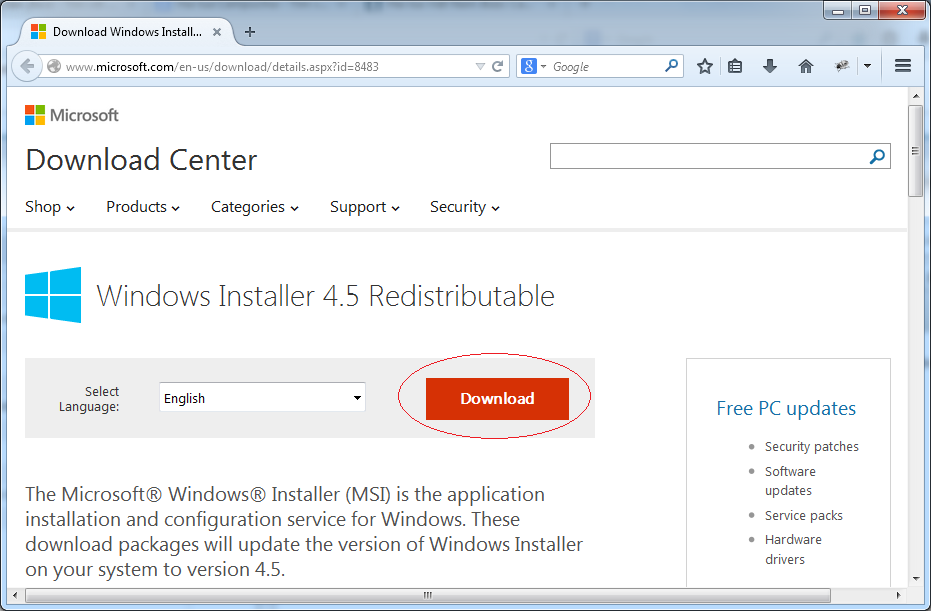 Download Windows Install...
www.microsoft.com/en-us/download/details.aspx?id=8483
Google
Microsoft
Download Center
Shop Products Categories Support Security
Windows Installer 4.5 Redistributable
Select
Language:
English
Download
The Microsoft® Windows® Installer (MSI) is the application
installation and configuration service for Windows. These
download packages will update the version of Windows Installer
on your system to version 4.5.
Free PC updates
Security patches
Software
updates
Service packs
Hardware
drivers